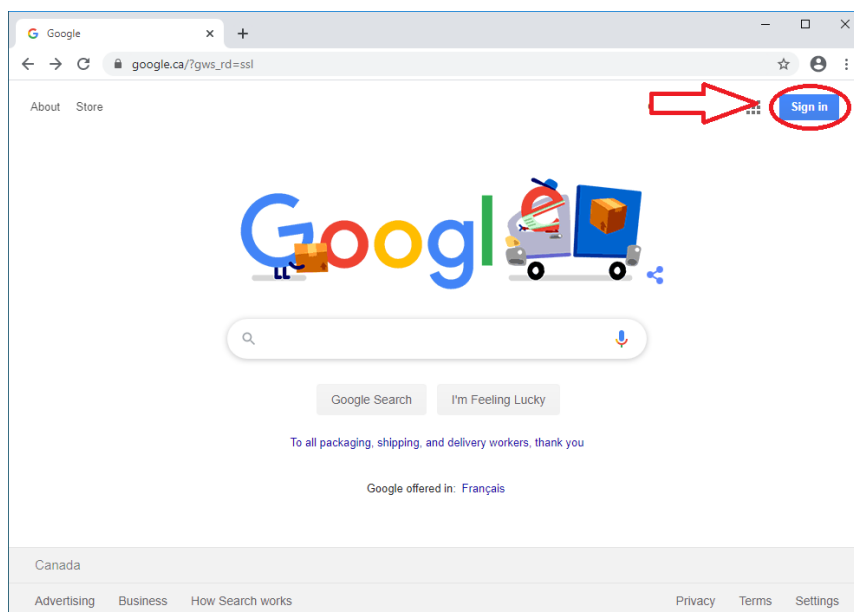 Google
google.ca/?gws_rd=ssl
About Store
Sign in
Google
Google Search I'm Feeling Lucky
To all packaging, shipping, and delivery workers, thank you
Google offered in: Français
Canada
Advertising Business How Search works Privacy Terms Settings